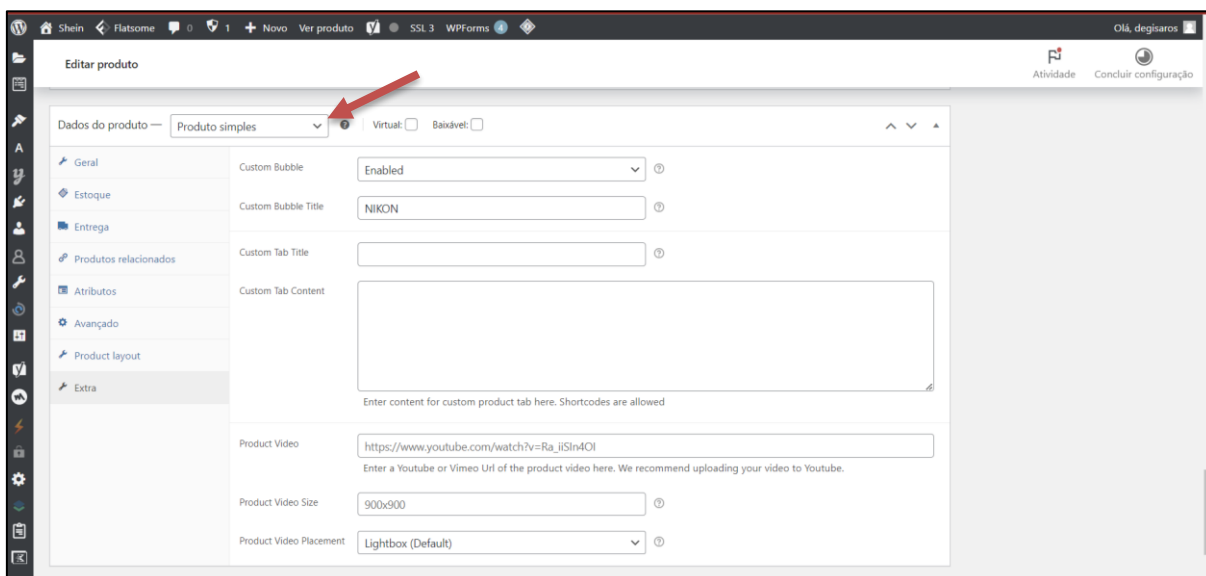 Shein Flatsome 0 1 + Novo Ver produto SSL 3 WPForms 4 Olá, degisaros
Editar produto
Atividade Concluir configuração
Dados do produto — Produto simples Virtual: Baixável:
Geral
Estoque
Entrega
Produtos relacionados
Atributos
Avançado
Product layout
Extra
Custom Bubble Enabled
Custom Bubble Title NIKON
Custom Tab Title
Custom Tab Content
Enter content for custom product tab here. Shortcodes are allowed
Product Video https://www.youtube.com/watch?v=Ra_iiSIn4OI
Enter a Youtube or Vimeo Url of the product video here. We recommend uploading your video to Youtube.
Product Video Size 900x900
Product Video Placement Lightbox (Default)